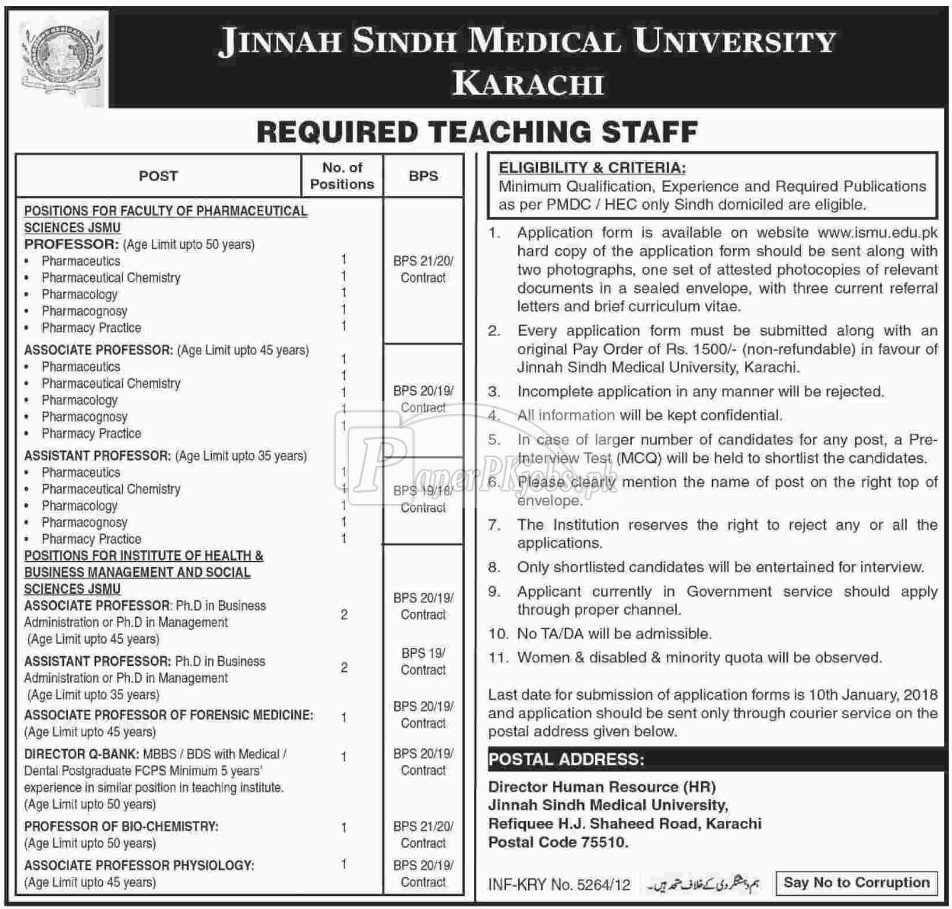 JINNAH SINDH MEDICAL UNIVERSITY
KARACHI
REQUIRED TEACHING STAFF
POST
No. of
Positions
BPS
POSITIONS FOR FACULTY OF PHARMACEUTICAL
SCIENCES JSMU
PROFESSOR: (Age Limit upto 50 years)
• Pharmaceutics 1
• Pharmaceutical Chemistry 1
• Pharmacology 1
• Pharmacognosy 1
• Pharmacy Practice 1
BPS 21/20/
Contract
ASSOCIATE PROFESSOR: (Age Limit upto 45 years)
• Pharmaceutics 1
• Pharmaceutical Chemistry 1
• Pharmacology 1
• Pharmacognosy 1
• Pharmacy Practice 1
BPS 20/19/
Contract
ASSISTANT PROFESSOR: (Age Limit upto 35 years)
• Pharmaceutics 1
• Pharmaceutical Chemistry 1
• Pharmacology 1
• Pharmacognosy 1
• Pharmacy Practice 1
BPS 19/18/
Contract
POSITIONS FOR INSTITUTE OF HEALTH &
BUSINESS MANAGEMENT AND SOCIAL
SCIENCES JSMU
ASSOCIATE PROFESSOR: Ph.D in Business
Administration or Ph.D in Management
(Age Limit upto 45 years)
2
BPS 20/19/
Contract
ASSISTANT PROFESSOR: Ph.D in Business
Administration or Ph.D in Management
(Age Limit upto 35 years)
2
BPS 19/
Contract
ASSOCIATE PROFESSOR OF FORENSIC MEDICINE:
(Age Limit upto 45 years)
1
BPS 20/19/
Contract
DIRECTOR Q-BANK: MBBS / BDS with Medical /
Dental Postgraduate FCPS Minimum 5 years'
experience in similar position in teaching institute.
(Age Limit upto 50 years)
1
BPS 20/19/
Contract
PROFESSOR OF BIO-CHEMISTRY:
(Age Limit upto 50 years)
1
BPS 21/20/
Contract
ASSOCIATE PROFESSOR PHYSIOLOGY:
(Age Limit upto 45 years)
1
BPS 20/19/
Contract
ELIGIBILITY & CRITERIA:
Minimum Qualification, Experience and Required Publications
as per PMDC / HEC only Sindh domiciled are eligible.
1. Application form is available on website www.ismu.edu.pk
hard copy of the application form should be sent along with
two photographs, one set of attested photocopies of relevant
documents in a sealed envelope, with three current referral
letters and brief curriculum vitae.
2. Every application form must be submitted along with an
original Pay Order of Rs. 1500/- (non-refundable) in favour of
Jinnah Sindh Medical University, Karachi.
3. Incomplete application in any manner will be rejected.
4. All information will be kept confidential.
5. In case of larger number of candidates for any post, a Pre-
Interview Test (MCQ) will be held to shortlist the candidates.
6. Please clearly mention the name of post on the right top of
envelope.
7. The Institution reserves the right to reject any or all the
applications.
8. Only shortlisted candidates will be entertained for interview.
9. Applicant currently in Government service should apply
through proper channel.
10. No TA/DA will be admissible.
11. Women & disabled & minority quota will be observed.
Last date for submission of application forms is 10th January, 2018
and application should be sent only through courier service on the
postal address given below.
POSTAL ADDRESS:
Director Human Resource (HR)
Jinnah Sindh Medical University,
Refiquee H.J. Shaheed Road, Karachi
Postal Code 75510.
INF-KRY No. 5264/12
ہم دہشتگردی کے خلاف متحد ہیں۔
Say No to Corruption
PaperPKjobs.pk